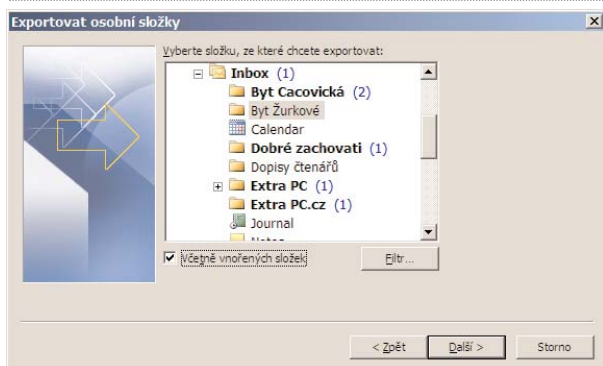 Exportovat osobní složky
Vyberte složku, ze které chcete exportovat:
Inbox (1)
Byt Cacovická (2)
Byt Žurkové
Calendar
Dobré zachovati (1)
Dopisy čtenářů
Extra PC (1)
Extra PC.cz (1)
Journal
Včetně vnořených složek
Filtr...
< Zpět
Další >
Storno